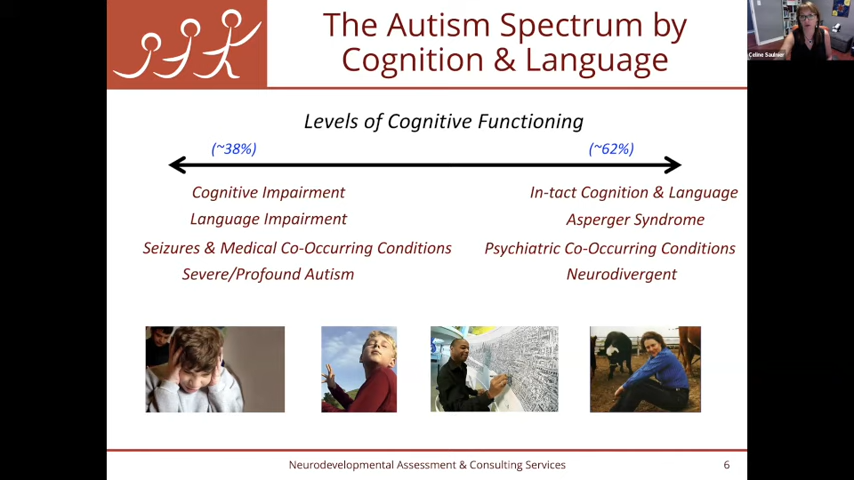 The Autism Spectrum by
Cognition & Language
Celine Saulnier
Levels of Cognitive Functioning
(~38%)
(~62%)
Cognitive Impairment
In-tact Cognition & Language
Language Impairment
Asperger Syndrome
Seizures & Medical Co-Occurring Conditions
Psychiatric Co-Occurring Conditions
Severe/Profound Autism
Neurodivergent
Neurodevelopmental Assessment & Consulting Services
6